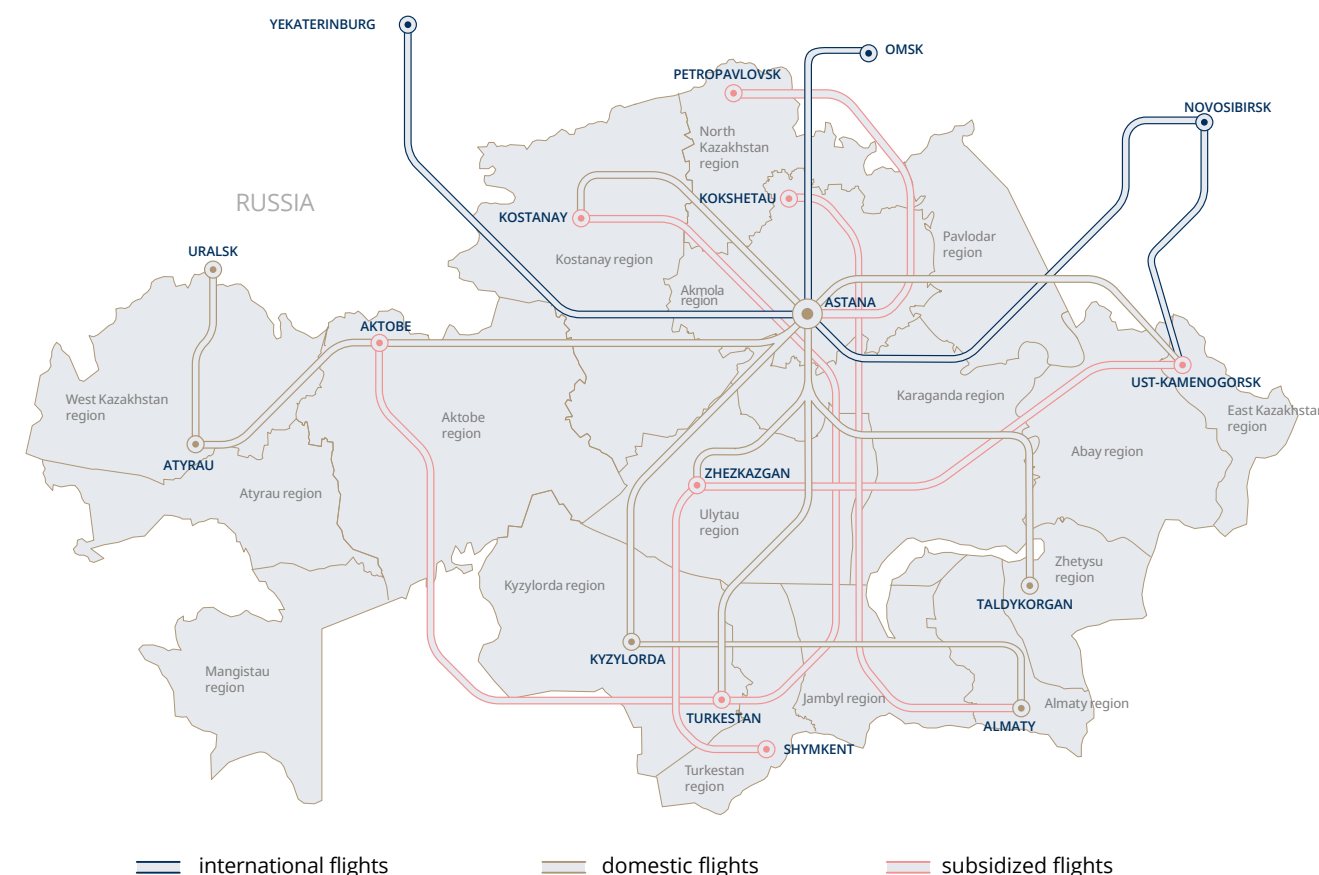 YEKATERINBURG
OMSK
PETROPAVLOVSK
NOVOSIBIRSK
North
Kazakhstan
region
RUSSIA
KOKSHETAU
KOSTANAY
Pavlodar
region
URALSK
Kostanay region
Akmola
region
ASTANA
AKTOBE
UST-KAMENOGORSK
West Kazakhstan
region
Karaganda region
East Kazakhstan
region
Aktobe
region
Abay region
ATYRAU
ZHEZKAZGAN
Atyrau region
Ulytau
region
Zhetysu
region
Kyzylorda region
TALDYKORGAN
KYZYLORDA
Mangistau
region
Jambyl region
Almaty region
TURKESTAN
ALMATY
SHYMKENT
Turkestan
region
international flights
domestic flights
subsidized flights